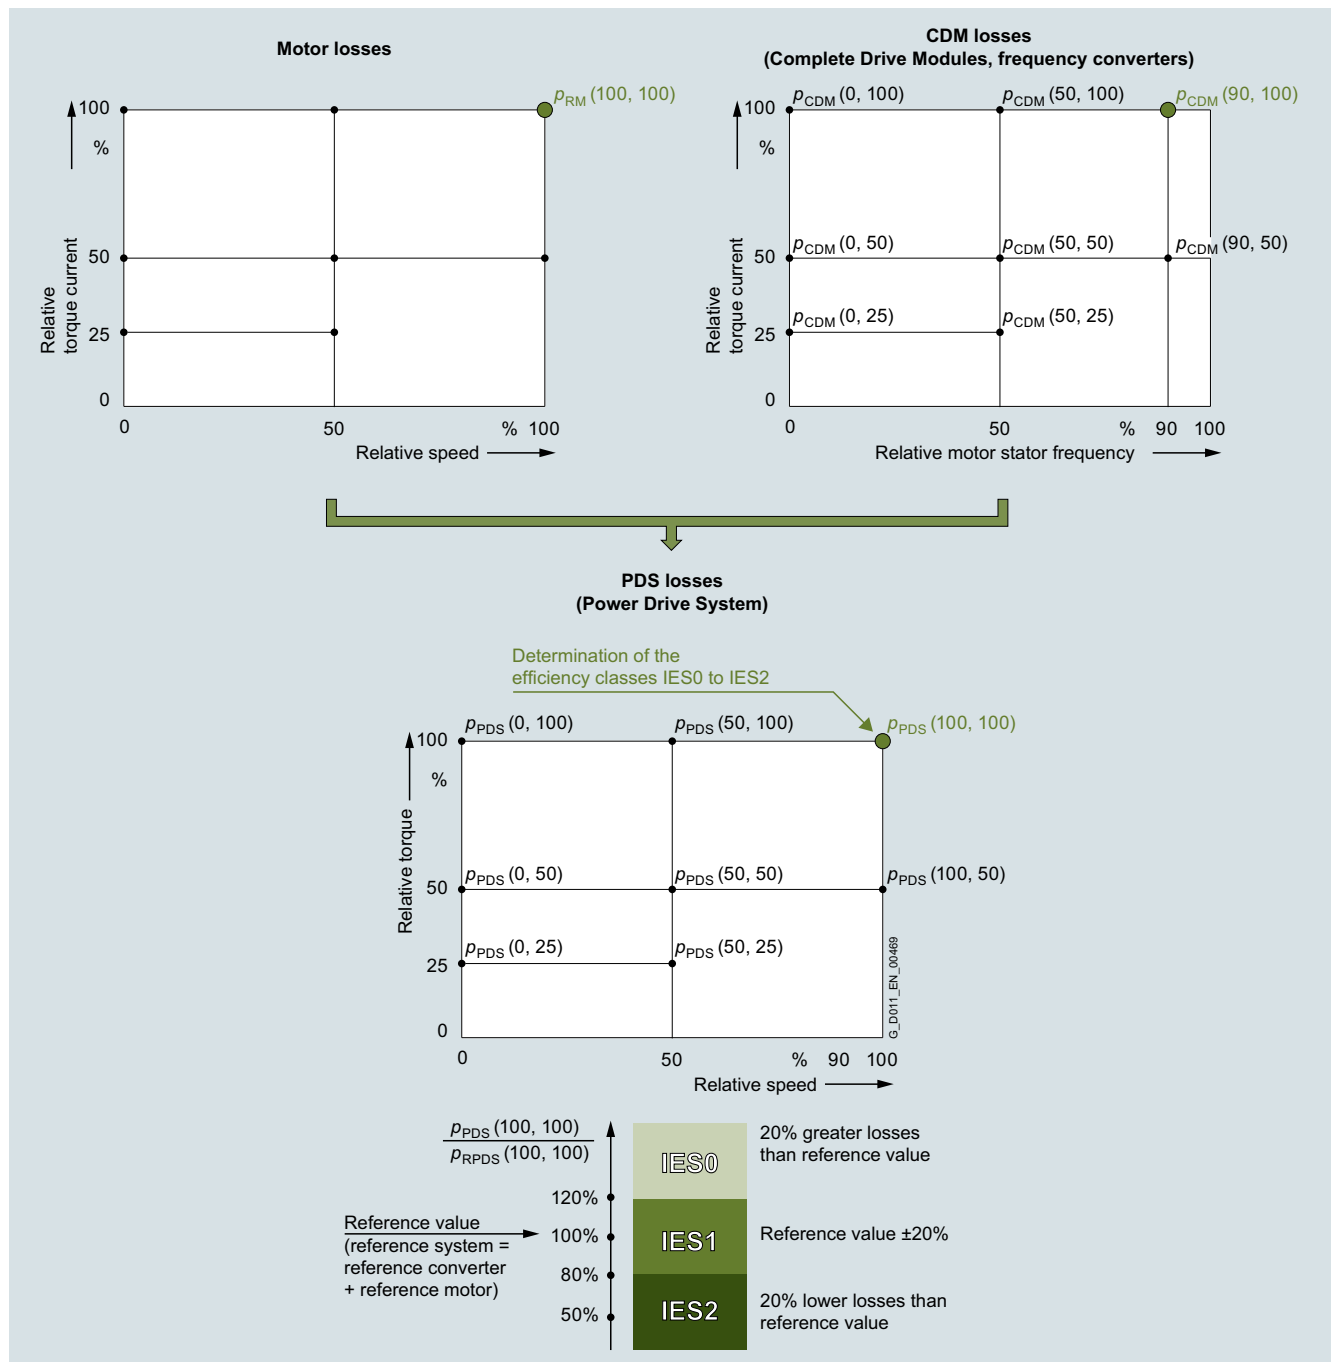 Motor losses
100
%
50
25
0
Relative
torque current
pRM (100, 100)
0 50 % 100
Relative speed
CDM losses
(Complete Drive Modules, frequency converters)
100
%
50
25
0
Relative
torque current
pCDM (0, 100) pCDM (50, 100) pCDM (90, 100)
pCDM (0, 50) pCDM (50, 50) pCDM (90, 50)
pCDM (0, 25) pCDM (50, 25)
0 50 % 90 100
Relative motor stator frequency
PDS losses
(Power Drive System)
Determination of the
efficiency classes IES0 to IES2
100
%
50
25
0
Relative torque
pPDS (0, 100) pPDS (50, 100) pPDS (100, 100)
pPDS (0, 50) pPDS (50, 50) pPDS (100, 50)
pPDS (0, 25) pPDS (50, 25)
G_D011_EN_00469
0 50 % 90 100
Relative speed
pPDS (100, 100)
pRPDS (100, 100)
120%
100%
80%
50%
Reference value
(reference system =
reference converter
+ reference motor)
IES0
20% greater losses
than reference value
IES1
Reference value ±20%
IES2
20% lower losses than
reference value